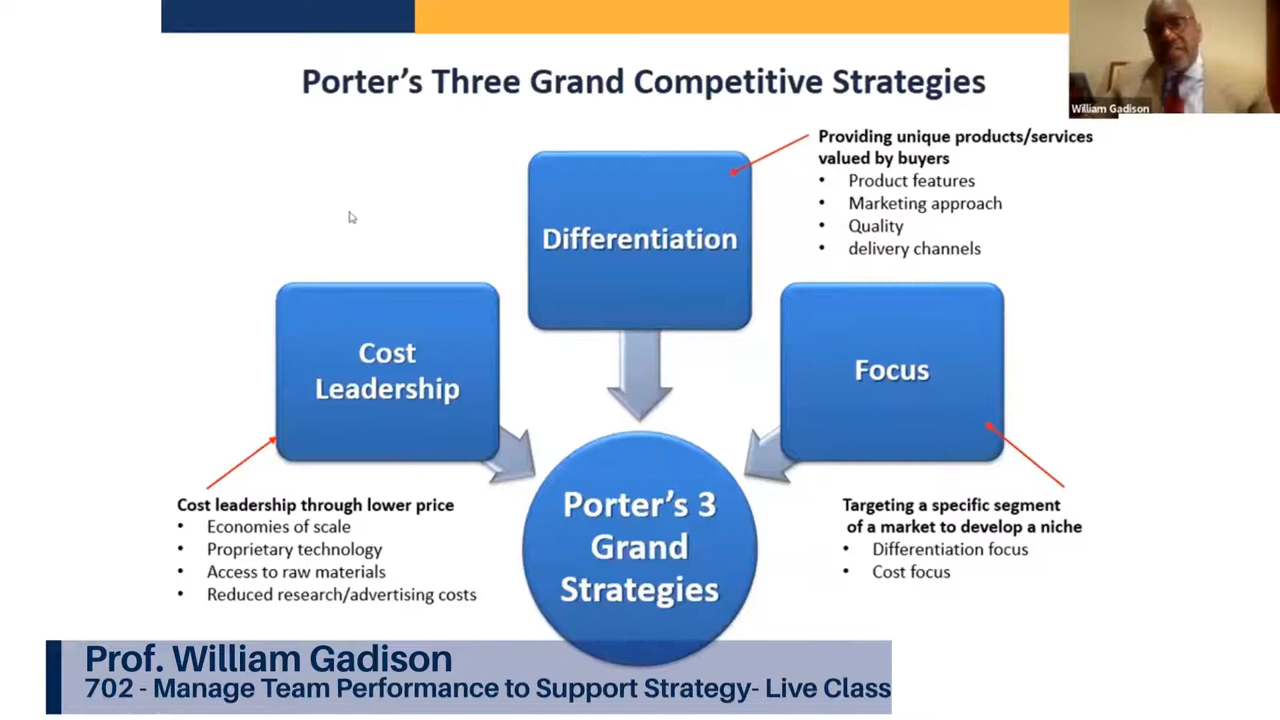 Porter's Three Grand Competitive Strategies
William Gadison
Providing unique products/services
valued by buyers
• Product features
• Marketing approach
• Quality
• delivery channels
Differentiation
Cost
Leadership
Focus
Cost leadership through lower price
• Economies of scale
• Proprietary technology
• Access to raw materials
• Reduced research/advertising costs
Porter's 3
Grand
Strategies
Targeting a specific segment
of a market to develop a niche
• Differentiation focus
• Cost focus
Prof. William Gadison
702 - Manage Team Performance to Support Strategy- Live Class